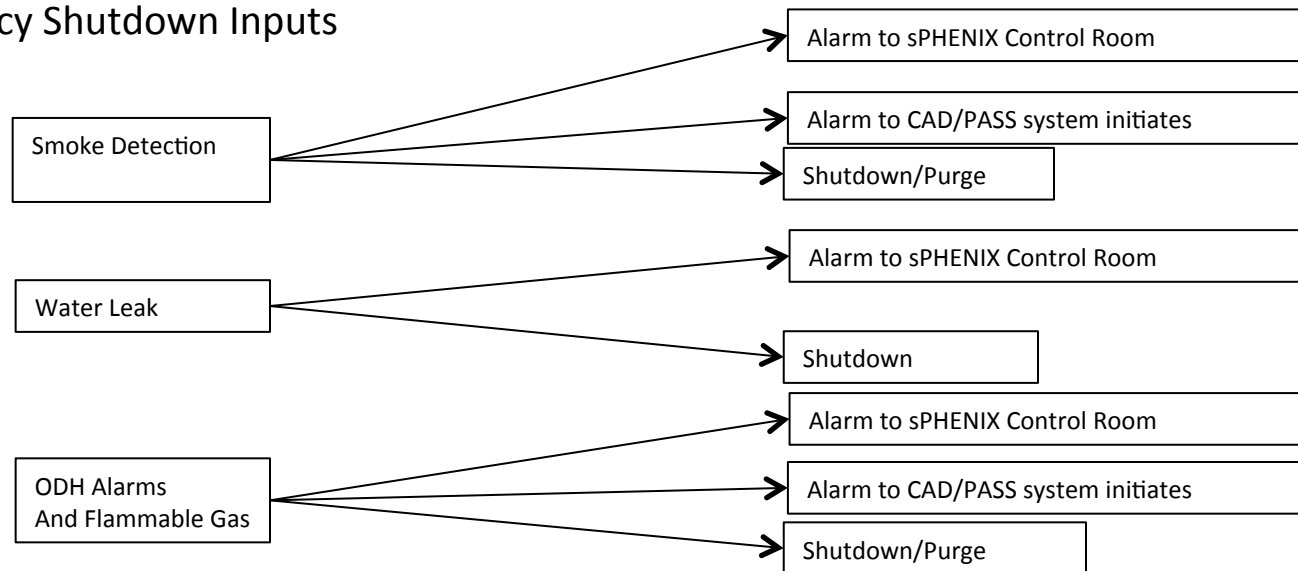 cy Shutdown Inputs
Alarm to sPHENIX Control Room
Smoke Detection
Alarm to CAD/PASS system initiates
Shutdown/Purge
Alarm to sPHENIX Control Room
Water Leak
Shutdown
Alarm to sPHENIX Control Room
ODH Alarms
And Flammable Gas
Alarm to CAD/PASS system initiates
Shutdown/Purge